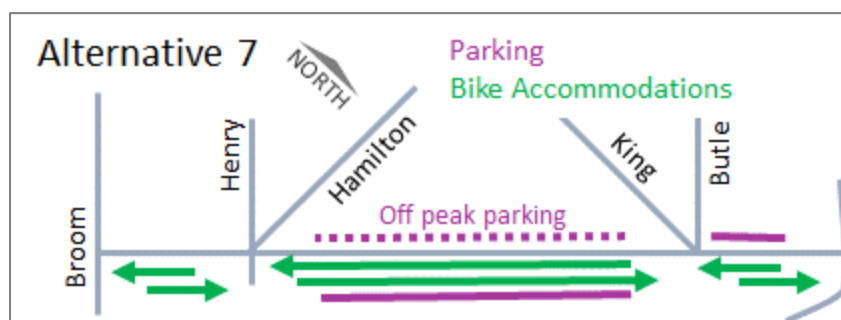 Alternative 7
NORTH
Parking
Bike Accommodations
Broom
Henry
Hamilton
King
Butle
Off peak parking